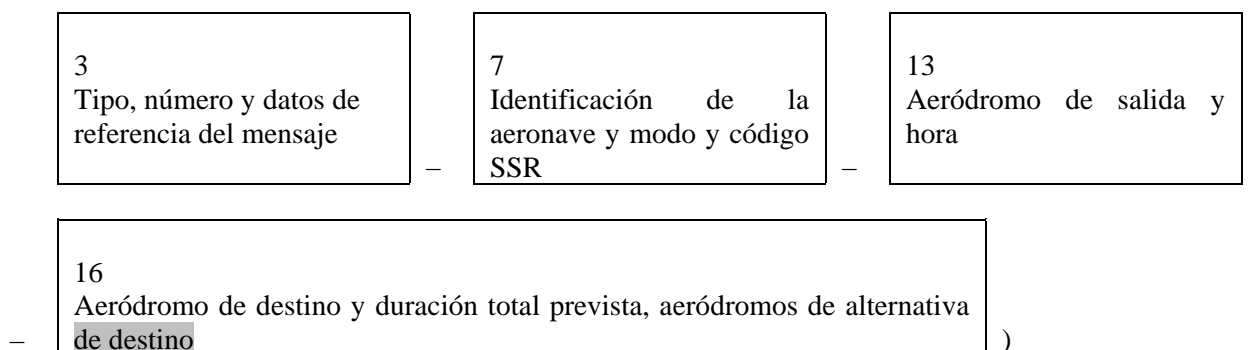 3
Tipo, número y datos de
referencia del mensaje
–
7
Identificación de la
aeronave y modo y código
SSR
–
13
Aeródromo de salida y
hora
–
16
Aeródromo de destino y duración total prevista, aeródromos de alternativa
de destino
)